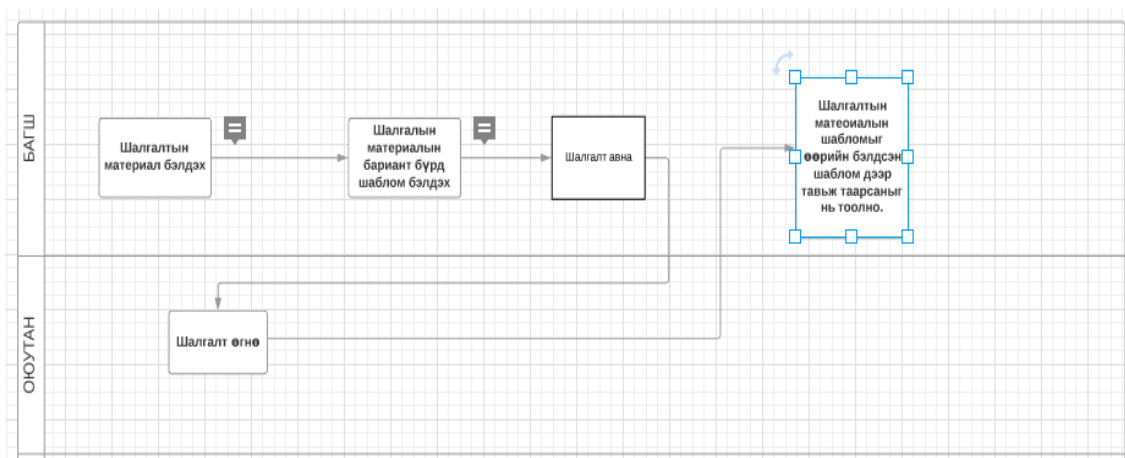 БАГШ
Шалгалтын
материал бэлдэх
Шалгалын
материалын
бариант бүрд
шаблом бэлдэх
Шалгалт авна
Шалгалтын
матеоиалын
шабломыг
өөрийн бэлдсэн
шаблом дээр
тавьж таарсаныг
нь тоолно.
ОЮУТАН
Шалгалт өгнө